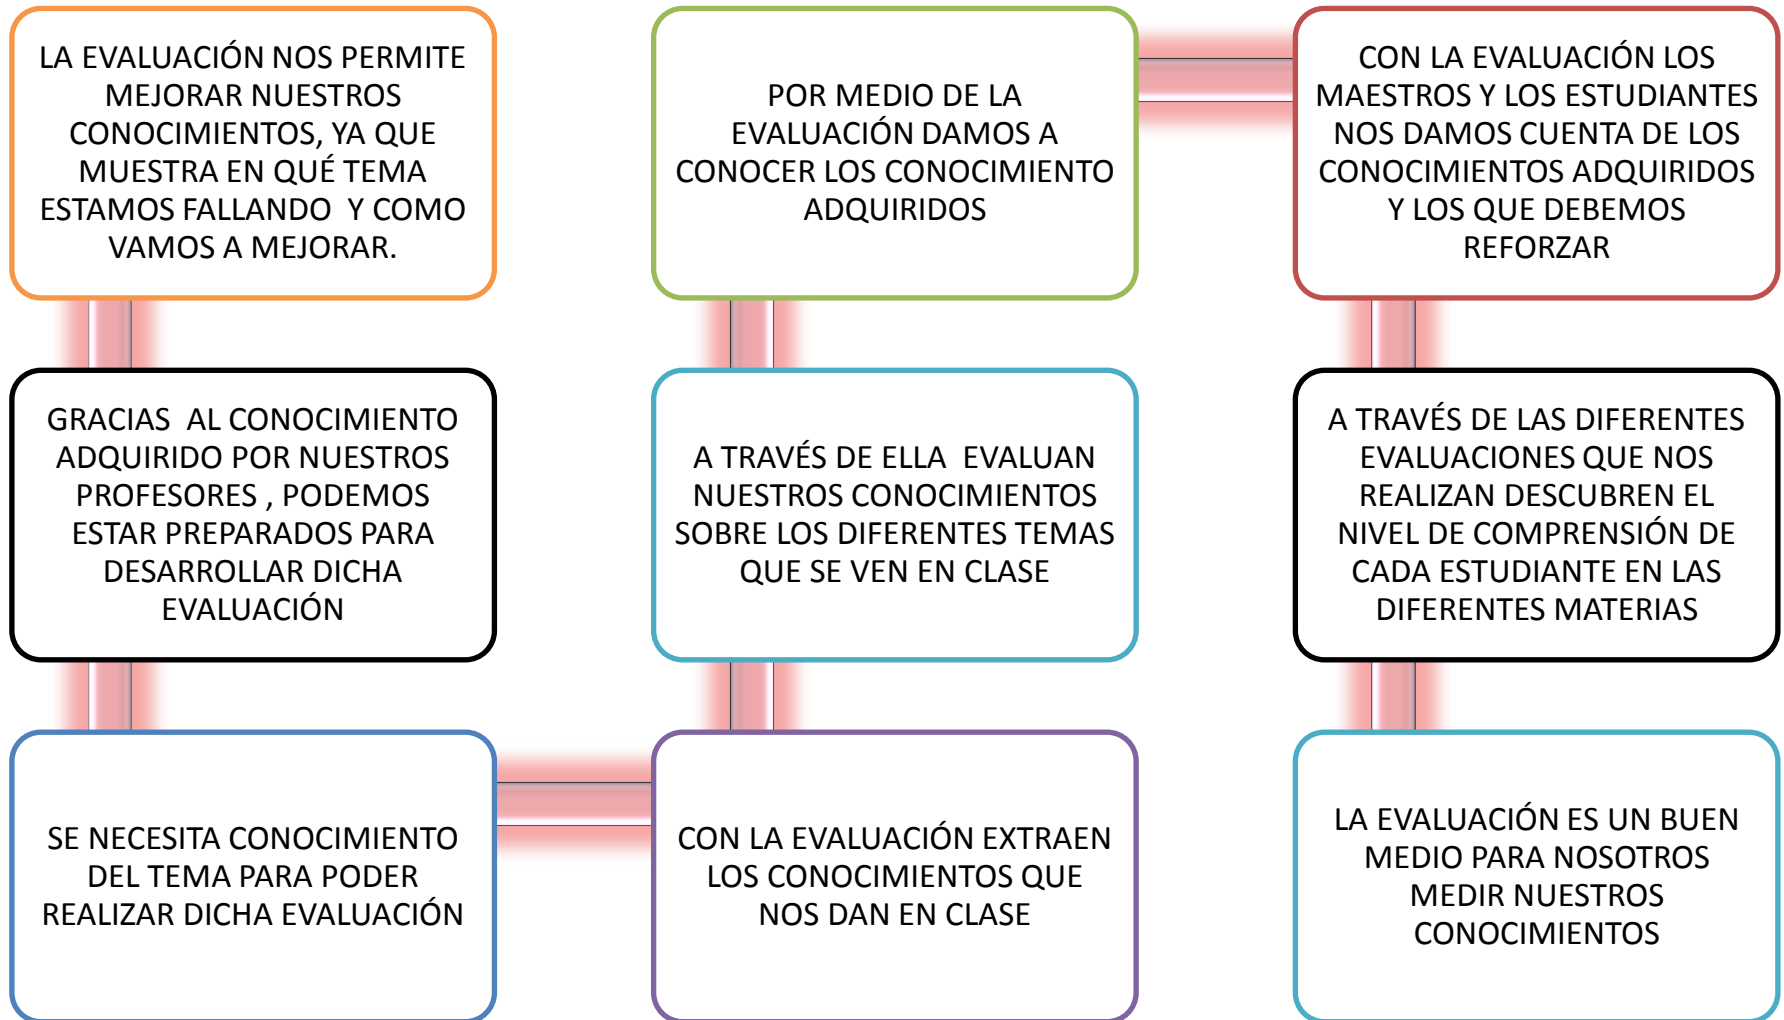 LA EVALUACIÓN NOS PERMITE
MEJORAR NUESTROS
CONOCIMIENTOS, YA QUE
MUESTRA EN QUÉ TEMA
ESTAMOS FALLANDO  Y COMO
VAMOS A MEJORAR.
GRACIAS  AL CONOCIMIENTO
ADQUIRIDO POR NUESTROS
PROFESORES , PODEMOS
ESTAR PREPARADOS PARA
DESARROLLAR DICHA
EVALUACIÓN
SE NECESITA CONOCIMIENTO
DEL TEMA PARA PODER
REALIZAR DICHA EVALUACIÓN
CON LA EVALUACIÓN EXTRAEN
LOS CONOCIMIENTOS QUE
NOS DAN EN CLASE
A TRAVÉS DE ELLA  EVALUAN
NUESTROS CONOCIMIENTOS
SOBRE LOS DIFERENTES TEMAS
QUE SE VEN EN CLASE
POR MEDIO DE LA
EVALUACIÓN DAMOS A
CONOCER LOS CONOCIMIENTO
ADQUIRIDOS
CON LA EVALUACIÓN LOS
MAESTROS Y LOS ESTUDIANTES
NOS DAMOS CUENTA DE LOS
CONOCIMIENTOS ADQUIRIDOS
Y LOS QUE DEBEMOS
REFORZAR
A TRAVÉS DE LAS DIFERENTES
EVALUACIONES QUE NOS
REALIZAN DESCUBREN EL
NIVEL DE COMPRENSIÓN DE
CADA ESTUDIANTE EN LAS
DIFERENTES MATERIAS
LA EVALUACIÓN ES UN BUEN
MEDIO PARA NOSOTROS
MEDIR NUESTROS
CONOCIMIENTOS